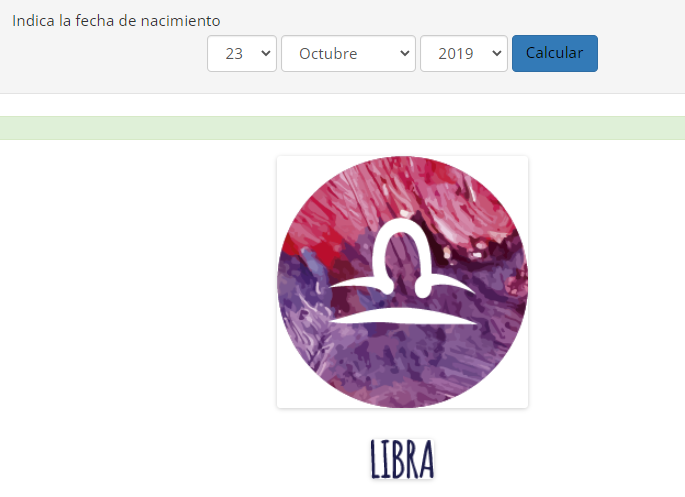 Indica la fecha de nacimiento
23 Octubre 2019 Calcular
LIBRA